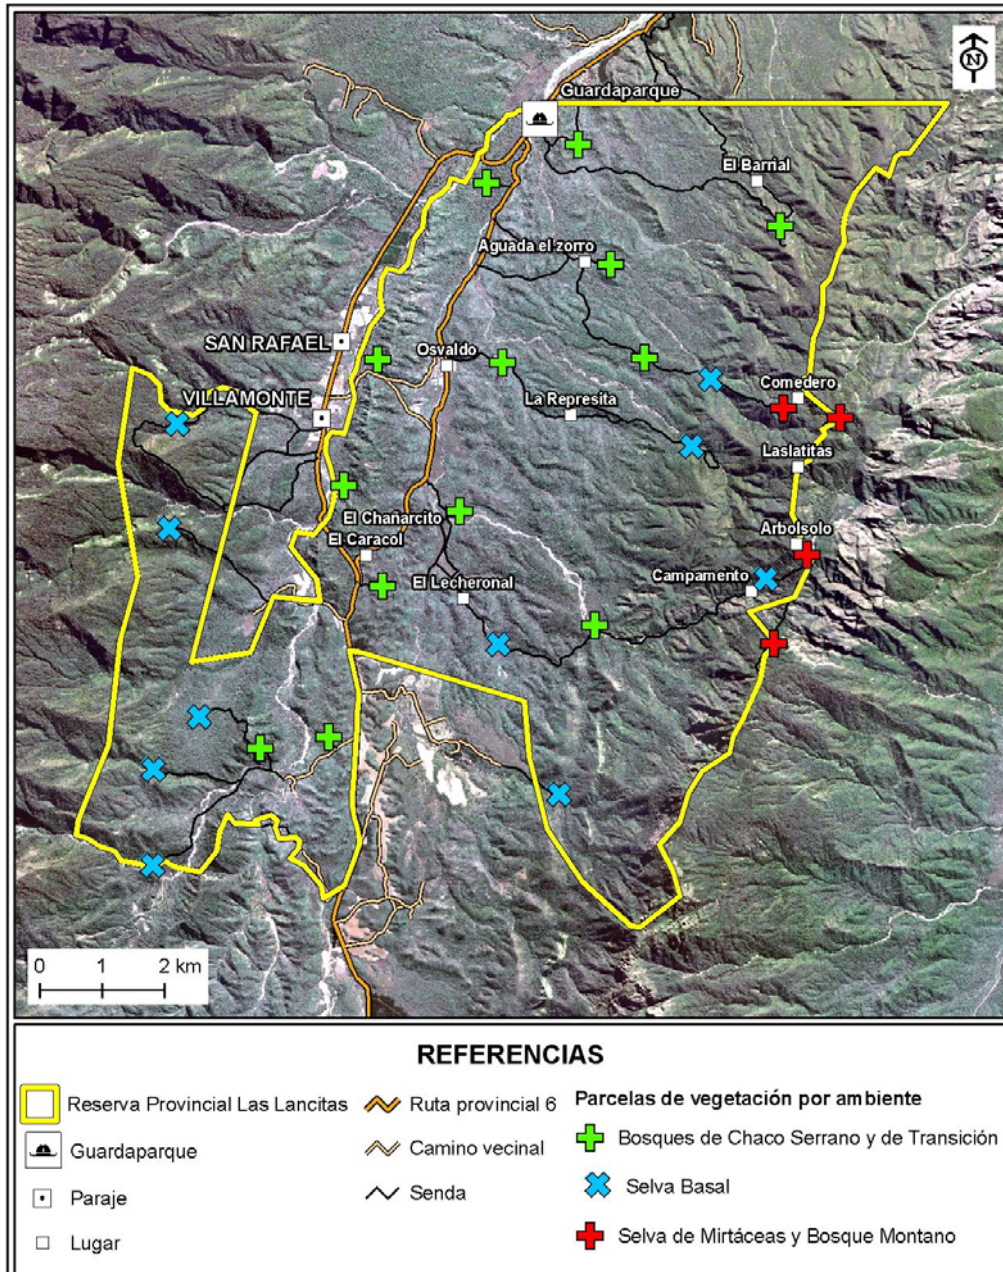 N
Guardaparque
El Barrial
Aguada el zorro
SAN RAFAEL
Osvaldo
Comedero
VILLAMONTE
La Represita
Laslatitas
El Chañarcito
El Caracol
Arbolsolo
El Lecheronal
Campamento
0 1 2 km
REFERENCIAS
Reserva Provincial Las Lancitas
Guardaparque
Paraje
Lugar
Ruta provincial 6
Camino vecinal
Senda
Parcelas de vegetación por ambiente
Bosques de Chaco Serrano y de Transición
Selva Basal
Selva de Mirtáceas y Bosque Montano